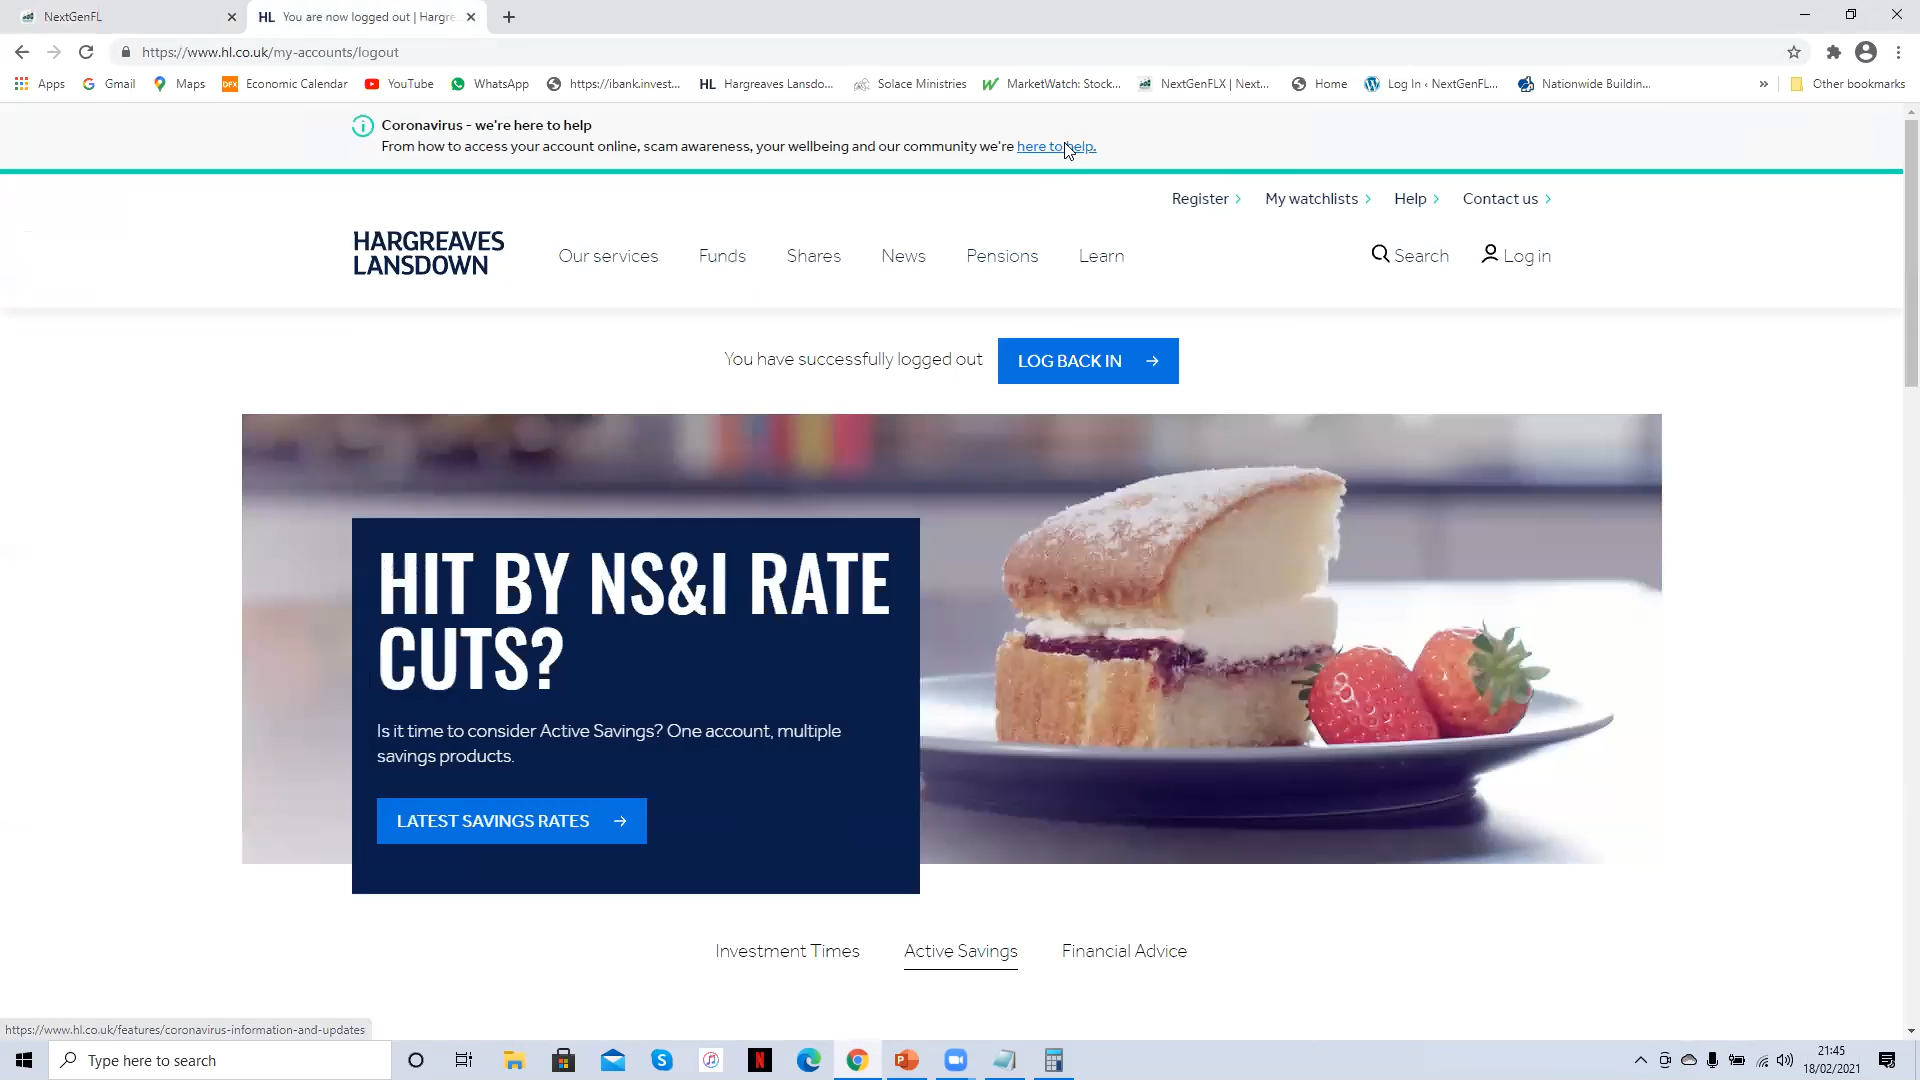 NextGenFL
HL You are now logged out | Hargre
https://www.hl.co.uk/my-accounts/logout
Apps Gmail Maps DFX Economic Calendar YouTube WhatsApp https://ibank.invest... HL Hargreaves Lansdo... Solace Ministries MarketWatch: Stock... NextGenFLX | Next... Home Log In ‹ NextGenFL... Nationwide Buildin... » Other bookmarks
Coronavirus - we're here to help
From how to access your account online, scam awareness, your wellbeing and our community we're here to help.
Register My watchlists Help Contact us
HARGREAVES
LANSDOWN
Our services Funds Shares News Pensions Learn Search Log in
You have successfully logged out LOG BACK IN
HIT BY NS&I RATE
CUTS?
Is it time to consider Active Savings? One account, multiple
savings products.
LATEST SAVINGS RATES
Investment Times Active Savings Financial Advice
https://www.hl.co.uk/features/coronavirus-information-and-updates
Type here to search
21:45
18/02/2021